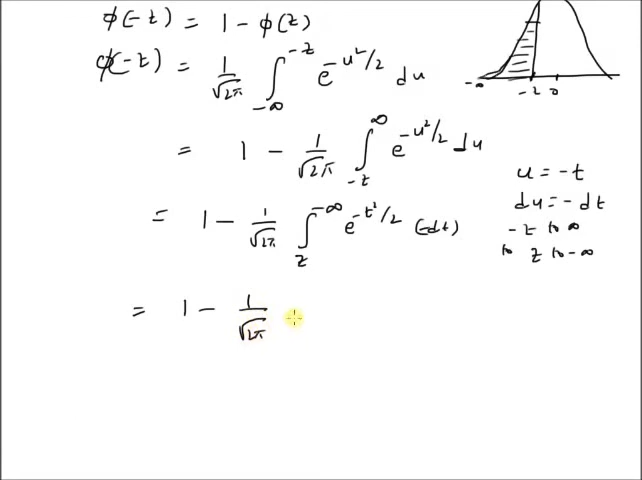 ϕ(-z) = 1 - ϕ(z)
ϕ(-z) = 1/√2π ∫_{-∞}^{-z} e^{-u²/2} du
-∞ -z 0
= 1 - 1/√2π ∫_{-z}^{∞} e^{-u²/2} du
u = -t
du = -dt
-z to ∞
to z to -∞
= 1 - 1/√2π ∫_{z}^{-∞} e^{-t²/2} (-dt)
= 1 - 1/√2π